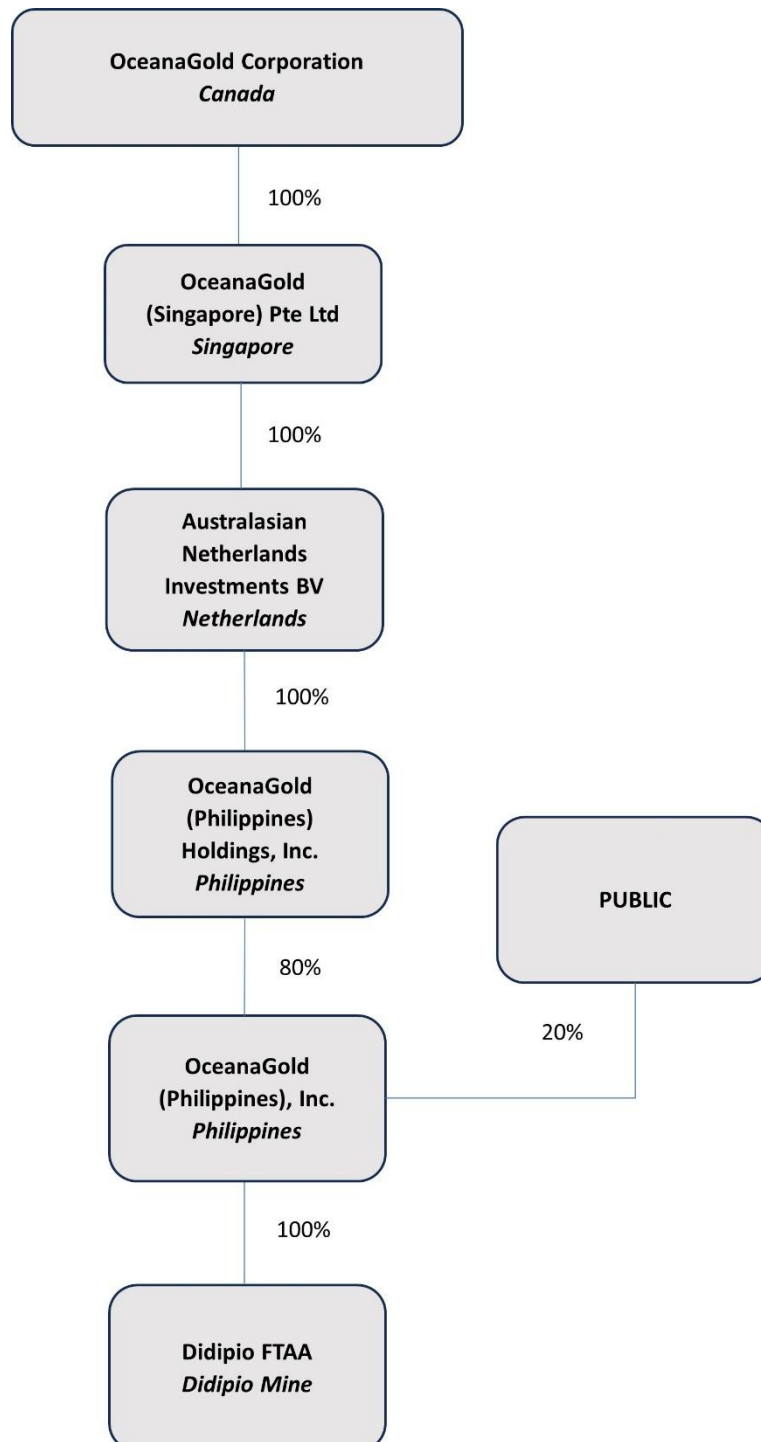 OceanaGold Corporation
Canada
100%
OceanaGold
(Singapore) Pte Ltd
Singapore
100%
Australasian
Netherlands
Investments BV
Netherlands
100%
OceanaGold
(Philippines)
Holdings, Inc.
Philippines
PUBLIC
80%
20%
OceanaGold
(Philippines), Inc.
Philippines
100%
Didipio FTAA
Didipio Mine